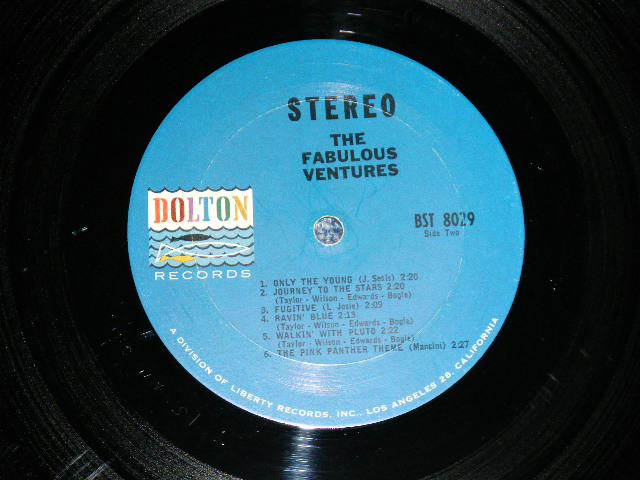 STEREO
THE
FABULOUS
VENTURES
DOLTON
RECORDS
BST 8029
Side Two
1. ONLY THE YOUNG (J. Sesis) 2:20
2. JOURNEY TO THE STARS 2:20
(Taylor - Wilson - Edwards - Bogle)
3. FUGITIVE (L. Josie) 2:05
4. RAVIN' BLUE 2:13
(Taylor - Wilson - Edwards - Bogle)
5. WALKIN' WITH PLUTO 2:22
(Taylor - Wilson - Edwards - Bogle)
6. THE PINK PANTHER THEME (Mancini) 2:27
A DIVISION OF LIBERTY RECORDS, INC., LOS ANGELES 28, CALIFORNIA